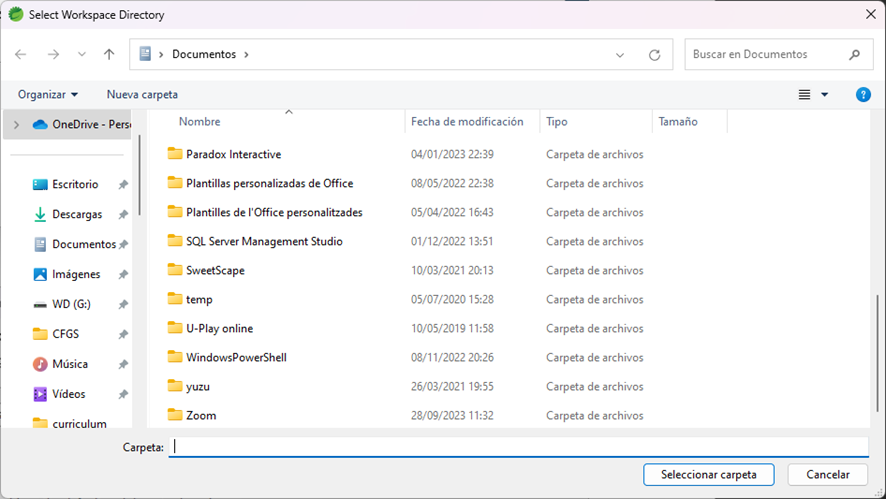 Select Workspace Directory
Documentos
Buscar en Documentos
Organizar
Nueva carpeta
OneDrive - Perso
Escritorio
Descargas
Documentos
Imágenes
WD (G:)
CFGS
Música
Vídeos
curriculum
Nombre Fecha de modificación Tipo Tamaño
Paradox Interactive 04/01/2023 22:39 Carpeta de archivos
Plantillas personalizadas de Office 08/05/2022 22:38 Carpeta de archivos
Plantilles de l'Office personalitzades 05/04/2022 16:43 Carpeta de archivos
SQL Server Management Studio 01/12/2022 13:51 Carpeta de archivos
SweetScape 10/03/2021 20:13 Carpeta de archivos
temp 05/07/2020 15:28 Carpeta de archivos
U-Play online 10/05/2019 11:58 Carpeta de archivos
WindowsPowerShell 08/11/2022 20:26 Carpeta de archivos
yuzu 26/03/2021 19:55 Carpeta de archivos
Zoom 28/09/2023 11:32 Carpeta de archivos
Carpeta:
Seleccionar carpeta
Cancelar